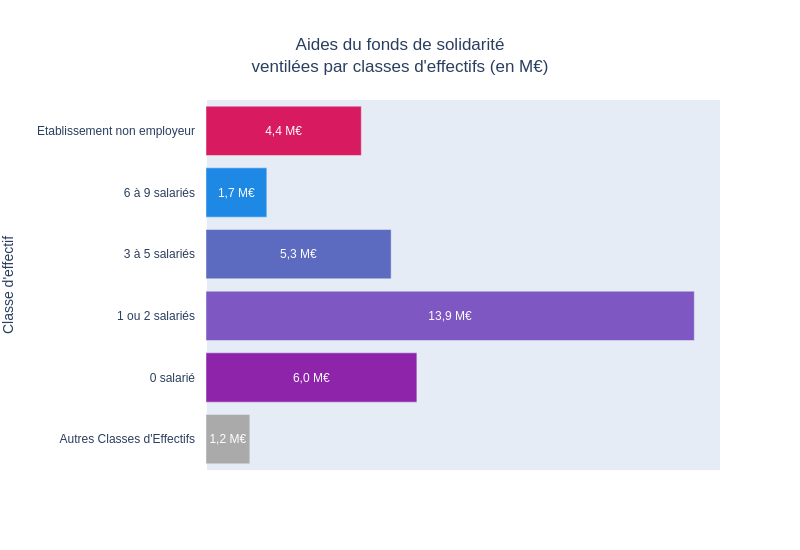 Aides du fonds de solidarité
ventilées par classes d'effectifs (en M€)
Classe d'effectif
Etablissement non employeur
4,4 M€
6 à 9 salariés
1,7 M€
3 à 5 salariés
5,3 M€
1 ou 2 salariés
13,9 M€
0 salarié
6,0 M€
Autres Classes d'Effectifs
1,2 M€